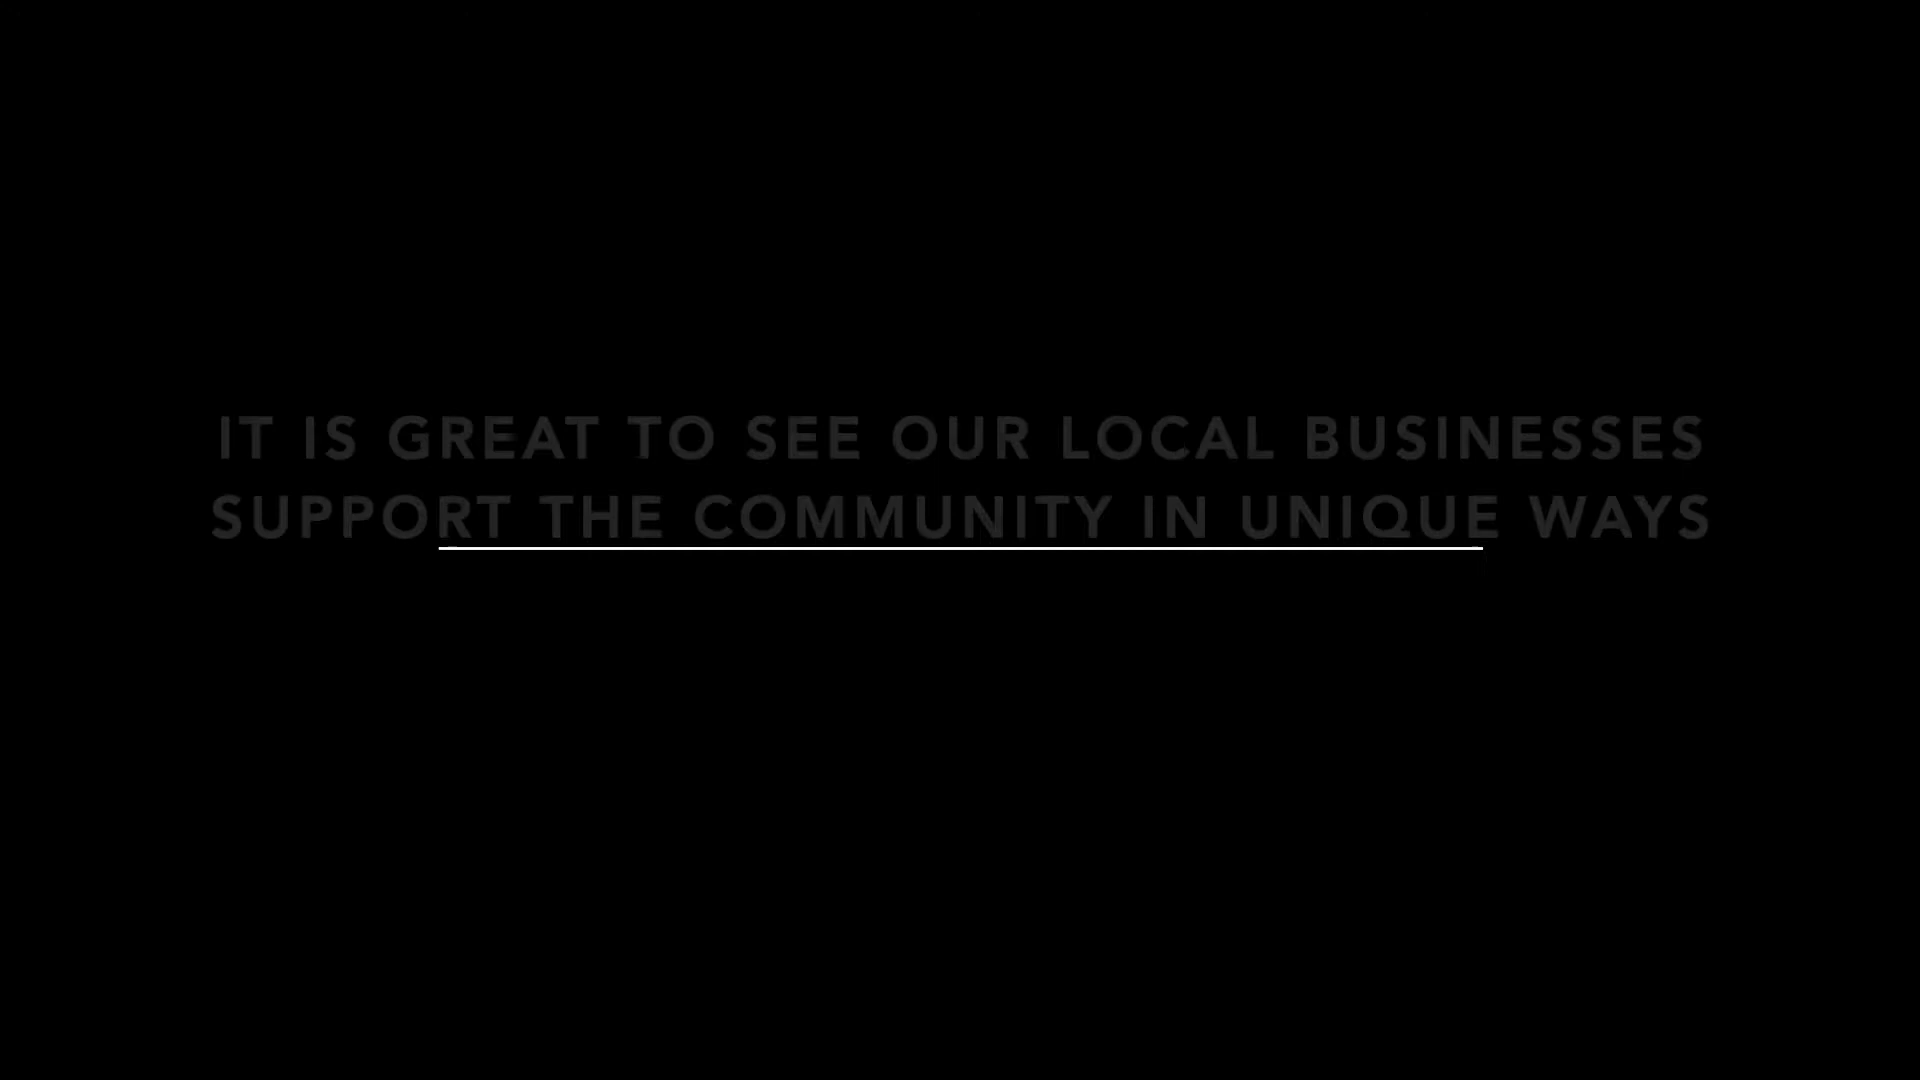 IT IS GREAT TO SEE OUR LOCAL BUSINESSES
SUPPORT THE COMMUNITY IN UNIQUE WAYS